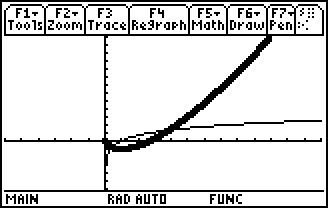 F1 F2 F3 F4 F5 F6 F7
Tools Zoom Trace ReGraph Math Draw Pen
MAIN RAD AUTO FUNC